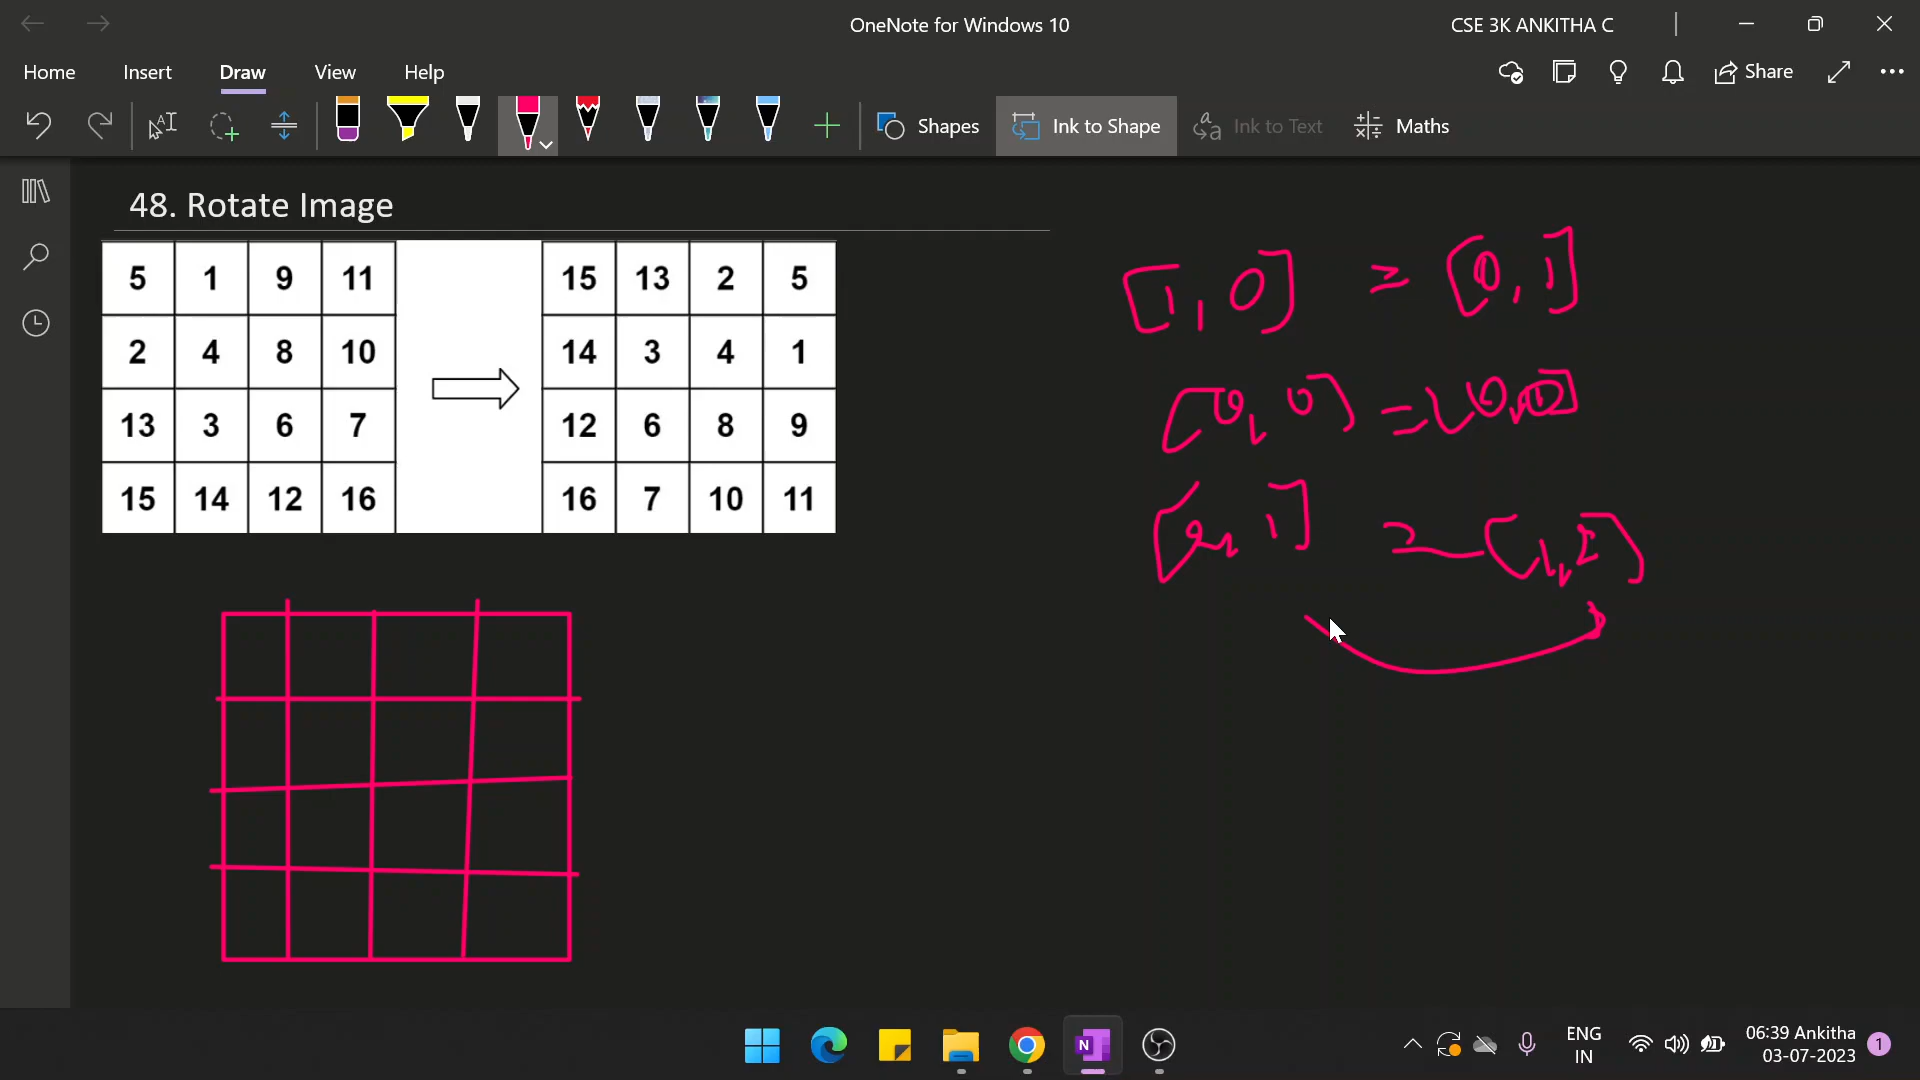 OneNote for Windows 10
CSE 3K ANKITHA C
Home
Insert
Draw
View
Help
Share
Shapes
Ink to Shape
Ink to Text
Maths
48. Rotate Image
5 1 9 11
2 4 8 10
13 3 6 7
15 14 12 16
15 13 2 5
14 3 4 1
12 6 8 9
16 7 10 11
[1, 0] = [0, 1]
[0, 0] =
[2, 1] = [1, 2]
ENG
IN
06:39 Ankitha
03-07-2023
1